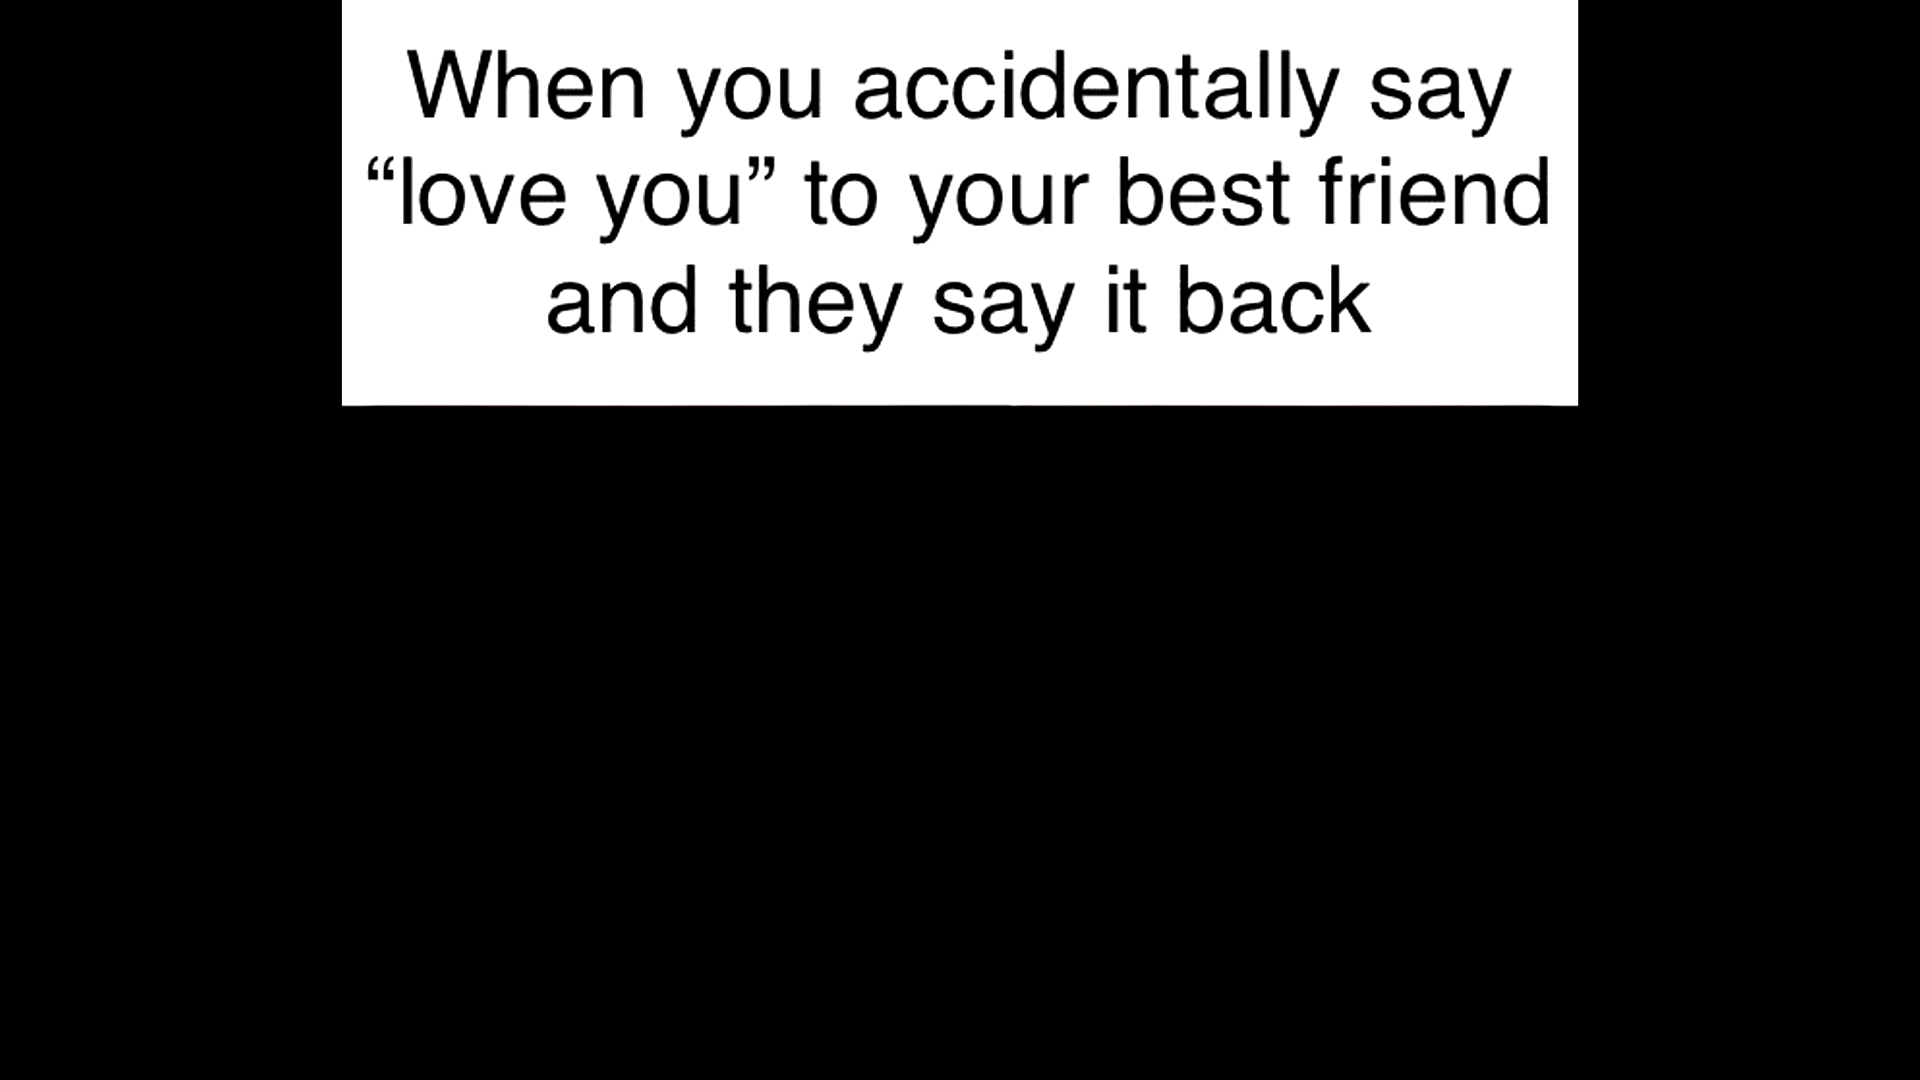 When you accidentally say
“love you” to your best friend
and they say it back